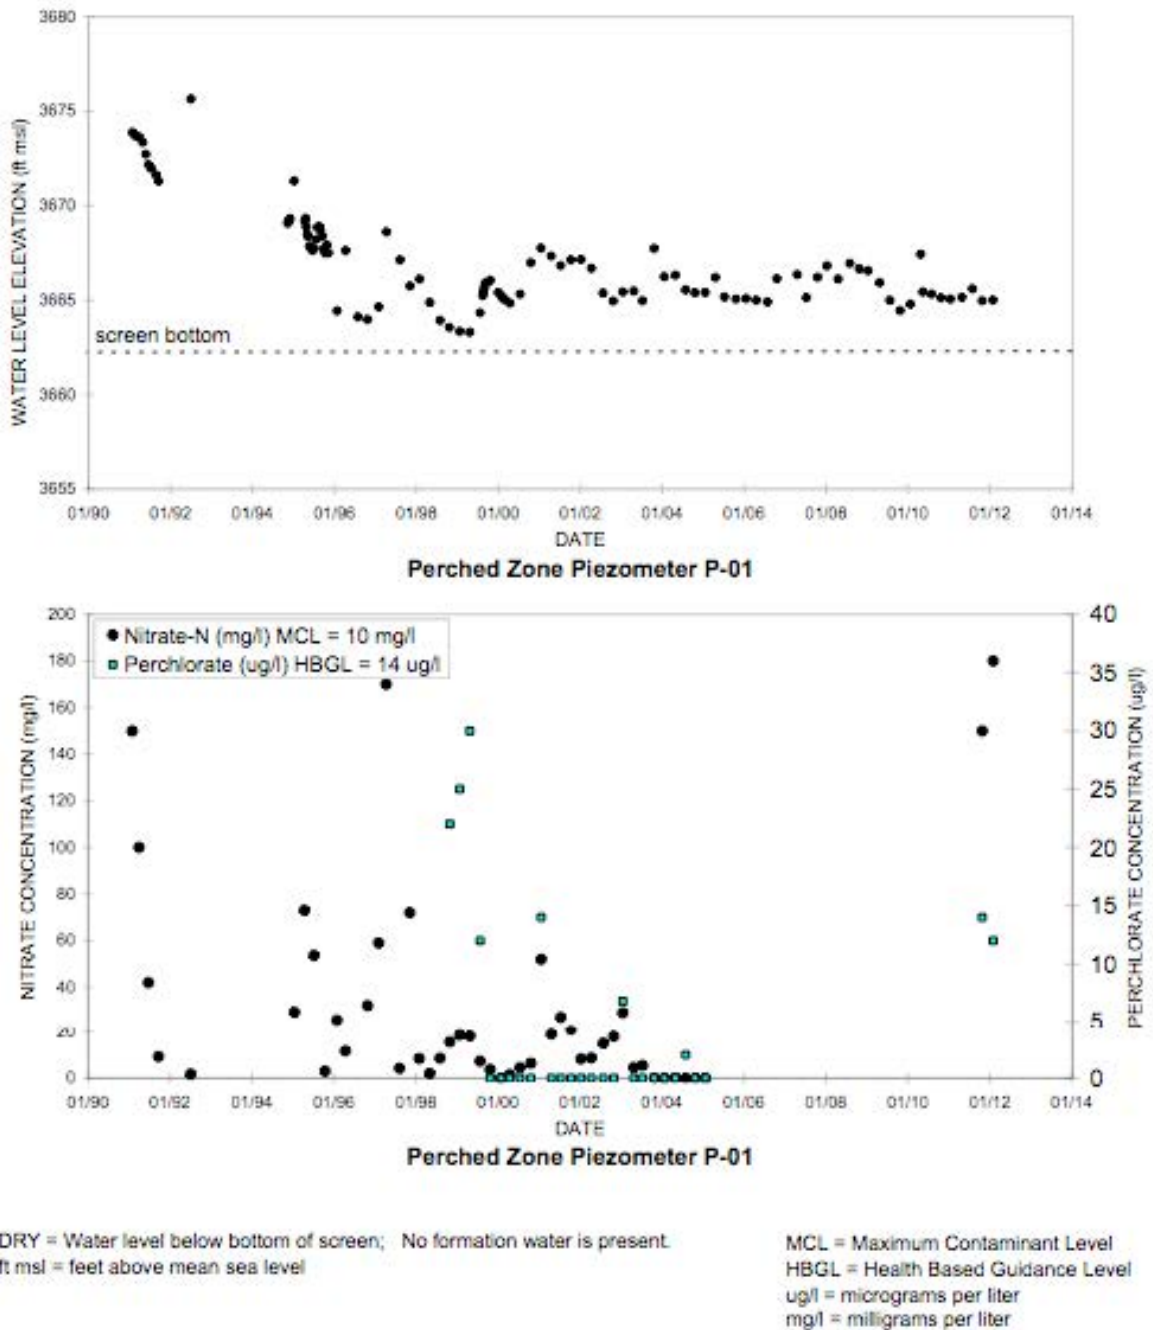 3680
3675
3670
3665
3660
3655
WATER LEVEL ELEVATION (ft msl)
screen bottom
01/90 01/92 01/94 01/96 01/98 01/00 01/02 01/04 01/06 01/08 01/10 01/12 01/14
DATE
Perched Zone Piezometer P-01
200
180
160
140
120
100
80
60
40
20
0
NITRATE CONCENTRATION (mg/l)
Nitrate-N (mg/l) MCL = 10 mg/l
Perchlorate (ug/l) HBGL = 14 ug/l
40
35
30
25
20
15
10
5
0
PERCHLORATE CONCENTRATION (ug/l)
01/90 01/92 01/94 01/96 01/98 01/00 01/02 01/04 01/06 01/08 01/10 01/12 01/14
DATE
Perched Zone Piezometer P-01
DRY = Water level below bottom of screen; No formation water is present.
ft msl = feet above mean sea level
MCL = Maximum Contaminant Level
HBGL = Health Based Guidance Level
ug/l = micrograms per liter
mg/l = milligrams per liter